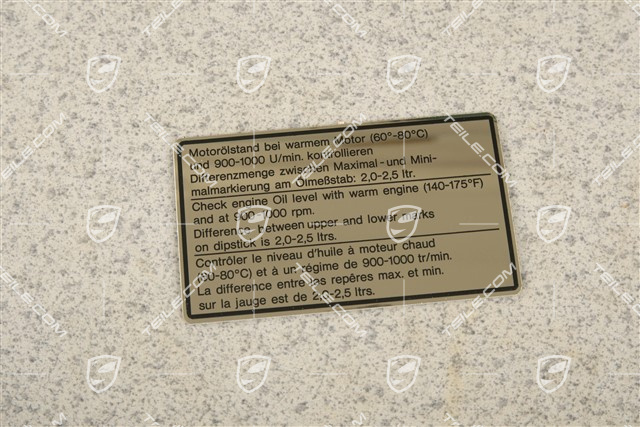 Motorölstand bei warmem Motor (60°-80°C)
und 900-1000 U/min. kontrollieren
Differenzmenge zwischen Maximal-und Mini-
malmarkierung am Ölmeßstab: 2,0-2,5 ltr.
Check engine Oil level with warm engine (140-175°F)
and at 900-1000 rpm.
Difference between upper and lower marks
on dipstick is 2,0-2,5 ltrs.
Contrôler le niveau d'huile à moteur chaud
(60-80°C) et à un régime de 900-1000 tr/min.
La difference entre les repêres max. et min.
sur la jauge est de 2,0-2,5 ltrs.
TEILE.COM